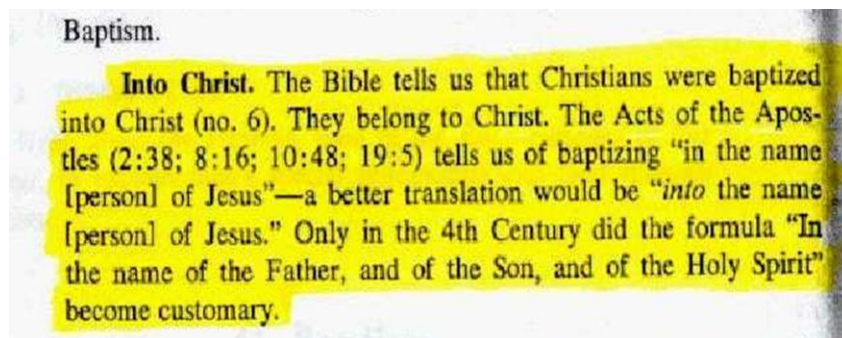 Baptism.
Into Christ. The Bible tells us that Christians were baptized
into Christ (no. 6). They belong to Christ. The Acts of the Apos-
tles (2:38; 8:16; 10:48; 19:5) tells us of baptizing “in the name
[person] of Jesus”—a better translation would be “into the name
[person] of Jesus.” Only in the 4th Century did the formula “In
the name of the Father, and of the Son, and of the Holy Spirit”
become customary.